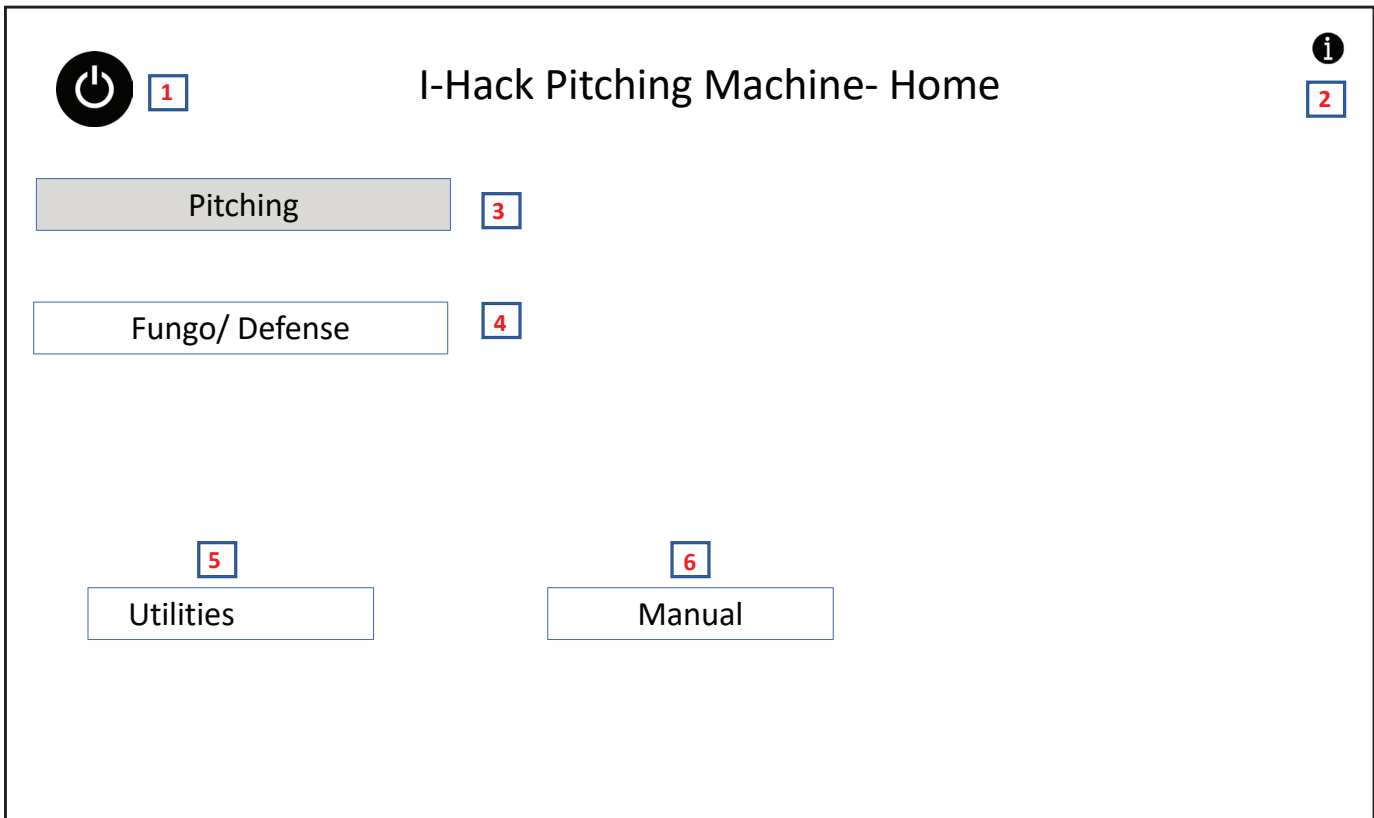 1
I-Hack Pitching Machine- Home
2
Pitching
3
Fungo/ Defense
4
5
6
Utilities
Manual